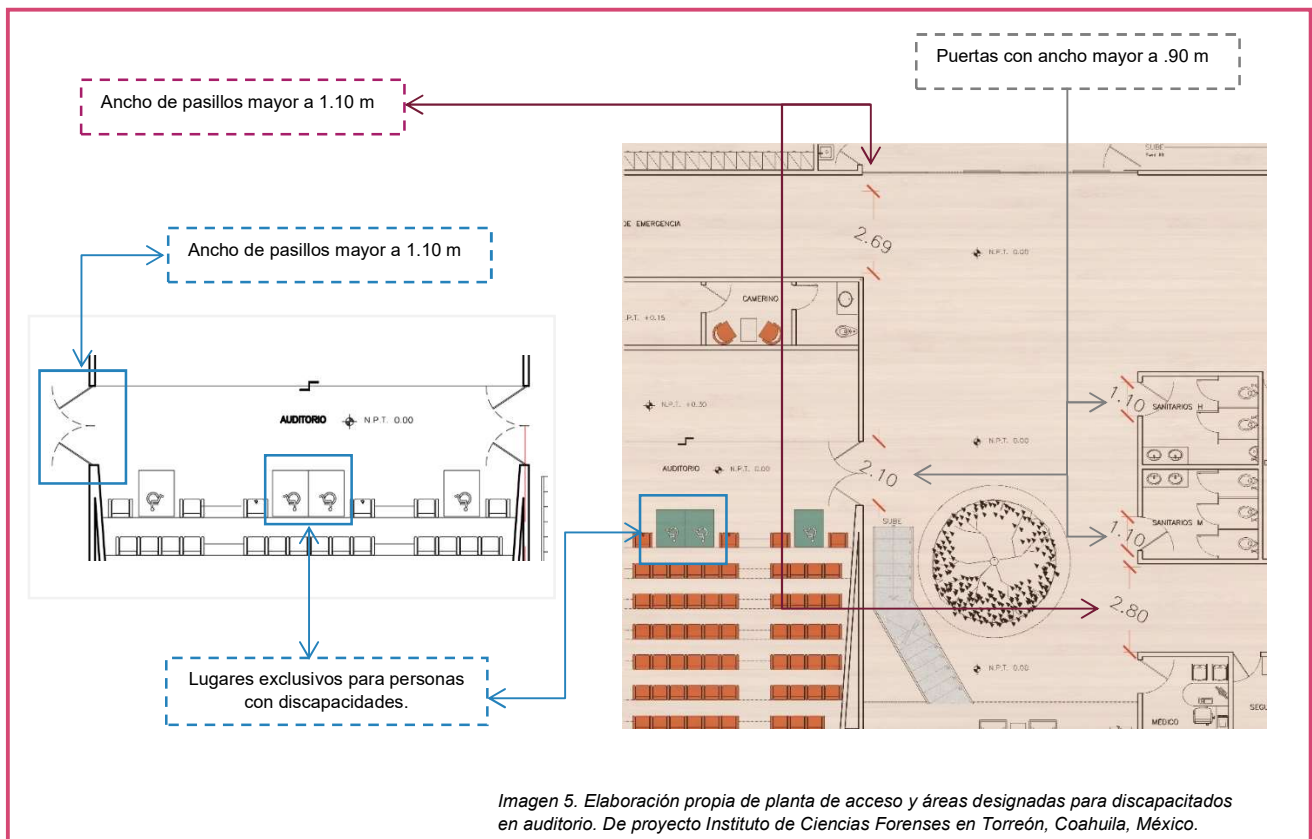 Puertas con ancho mayor a .90 m
Ancho de pasillos mayor a 1.10 m
Ancho de pasillos mayor a 1.10 m
AUDITORIO N.P.T. 0.00
Lugares exclusivos para personas
con discapacidades.
SUBE
DE EMERGENCIA
2.69
N.P.T. 0.00
CAMERINO
N.P.T. +0.15
N.P.T. +0.30
1.10
SANITARIOS H
N.P.T. 0.00
AUDITORIO N.P.T. 0.00
2.10
SUBE
SANITARIOS M
1.10
2.80
N.P.T. 0.00
MÉDICO
SEGU
Imagen 5. Elaboración propia de planta de acceso y áreas designadas para discapacitados
en auditorio. De proyecto Instituto de Ciencias Forenses en Torreón, Coahuila, México.